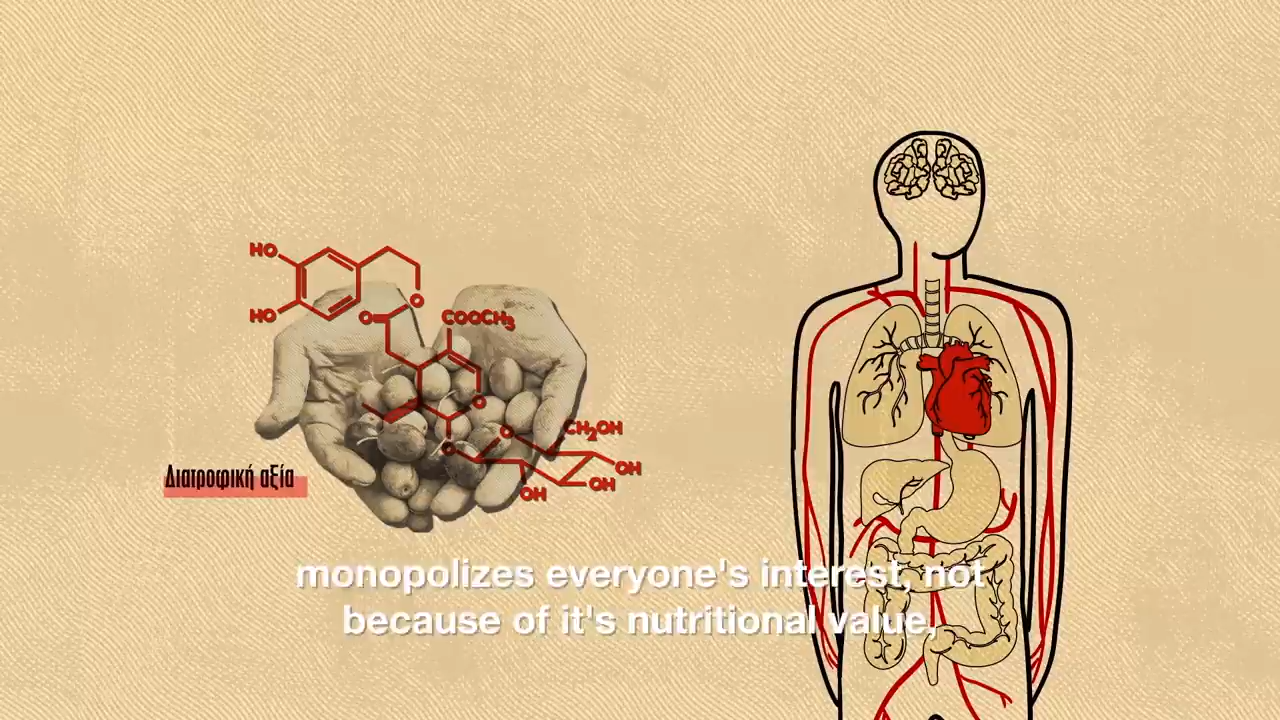 HO
HO
O
O
COOCH3
O
O
O
CH2OH
OH
OH
OH
Διατροφική αξία
monopolizes everyone's interest, not
because of it's nutritional value,